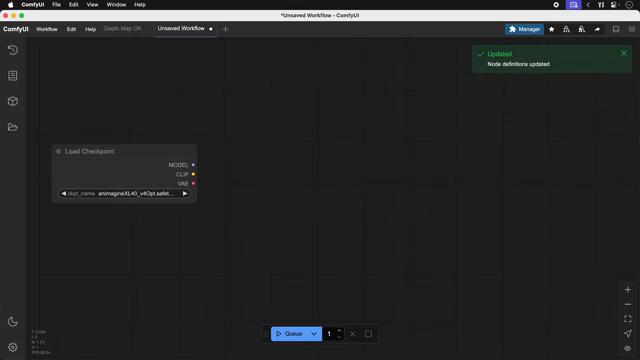 ComfyUI File Edit View Window Help
*Unsaved Workflow - ComfyUI
ComfyUI Workflow Edit Help Depth Map OK Unsaved Workflow Manager
Updated
Node definitions updated
Load Checkpoint
MODEL
CLIP
VAE
ckpt_name animagineXL40_v4Opt.safet...
Queue 1